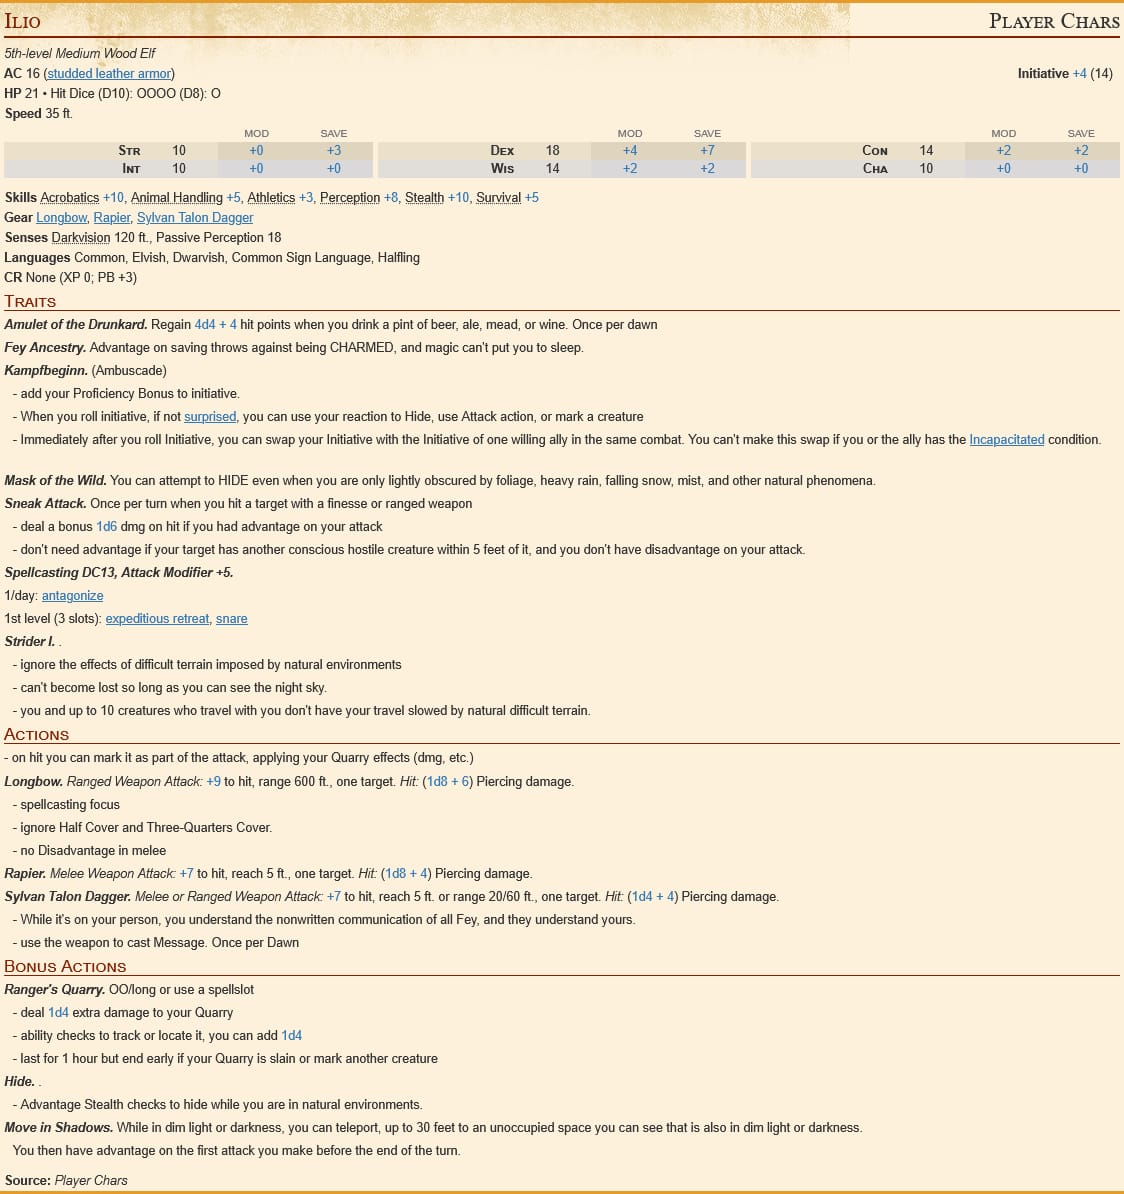 Ilio
Player Chars
5th-level Medium Wood Elf
AC 16 (studded leather armor)
Initiative +4 (14)
HP 21 • Hit Dice (D10): OOOO (D8): O
Speed 35 ft.
MOD SAVE MOD SAVE MOD SAVE
Str 10 +0 +3 Dex 18 +4 +7 Con 14 +2 +2
Int 10 +0 +0 Wis 14 +2 +2 Cha 10 +0 +0
Skills Acrobatics +10, Animal Handling +5, Athletics +3, Perception +8, Stealth +10, Survival +5
Gear Longbow, Rapier, Sylvan Talon Dagger
Senses Darkvision 120 ft., Passive Perception 18
Languages Common, Elvish, Dwarvish, Common Sign Language, Halfling
CR None (XP 0; PB +3)
Traits
Amulet of the Drunkard. Regain 4d4 + 4 hit points when you drink a pint of beer, ale, mead, or wine. Once per dawn
Fey Ancestry. Advantage on saving throws against being CHARMED, and magic can't put you to sleep.
Kampfbeginn. (Ambuscade)
- add your Proficiency Bonus to initiative.
- When you roll initiative, if not surprised, you can use your reaction to Hide, use Attack action, or mark a creature
- Immediately after you roll Initiative, you can swap your Initiative with the Initiative of one willing ally in the same combat. You can't make this swap if you or the ally has the Incapacitated condition.
Mask of the Wild. You can attempt to HIDE even when you are only lightly obscured by foliage, heavy rain, falling snow, mist, and other natural phenomena.
Sneak Attack. Once per turn when you hit a target with a finesse or ranged weapon
- deal a bonus 1d6 dmg on hit if you had advantage on your attack
- don't need advantage if your target has another conscious hostile creature within 5 feet of it, and you don't have disadvantage on your attack.
Spellcasting DC13, Attack Modifier +5.
1/day: antagonize
1st level (3 slots): expeditious retreat, snare
Strider I. .
- ignore the effects of difficult terrain imposed by natural environments
- can't become lost so long as you can see the night sky.
- you and up to 10 creatures who travel with you don't have your travel slowed by natural difficult terrain.
Actions
- on hit you can mark it as part of the attack, applying your Quarry effects (dmg, etc.)
Longbow. Ranged Weapon Attack: +9 to hit, range 600 ft., one target. Hit: (1d8 + 6) Piercing damage.
- spellcasting focus
- ignore Half Cover and Three-Quarters Cover.
- no Disadvantage in melee
Rapier. Melee Weapon Attack: +7 to hit, reach 5 ft., one target. Hit: (1d8 + 4) Piercing damage.
Sylvan Talon Dagger. Melee or Ranged Weapon Attack: +7 to hit, reach 5 ft. or range 20/60 ft., one target. Hit: (1d4 + 4) Piercing damage.
- While it's on your person, you understand the nonwritten communication of all Fey, and they understand yours.
- use the weapon to cast Message. Once per Dawn
Bonus Actions
Ranger's Quarry. OO/long or use a spellslot
- deal 1d4 extra damage to your Quarry
- ability checks to track or locate it, you can add 1d4
- last for 1 hour but end early if your Quarry is slain or mark another creature
Hide. .
- Advantage Stealth checks to hide while you are in natural environments.
Move in Shadows. While in dim light or darkness, you can teleport, up to 30 feet to an unoccupied space you can see that is also in dim light or darkness.
You then have advantage on the first attack you make before the end of the turn.
Source: Player Chars